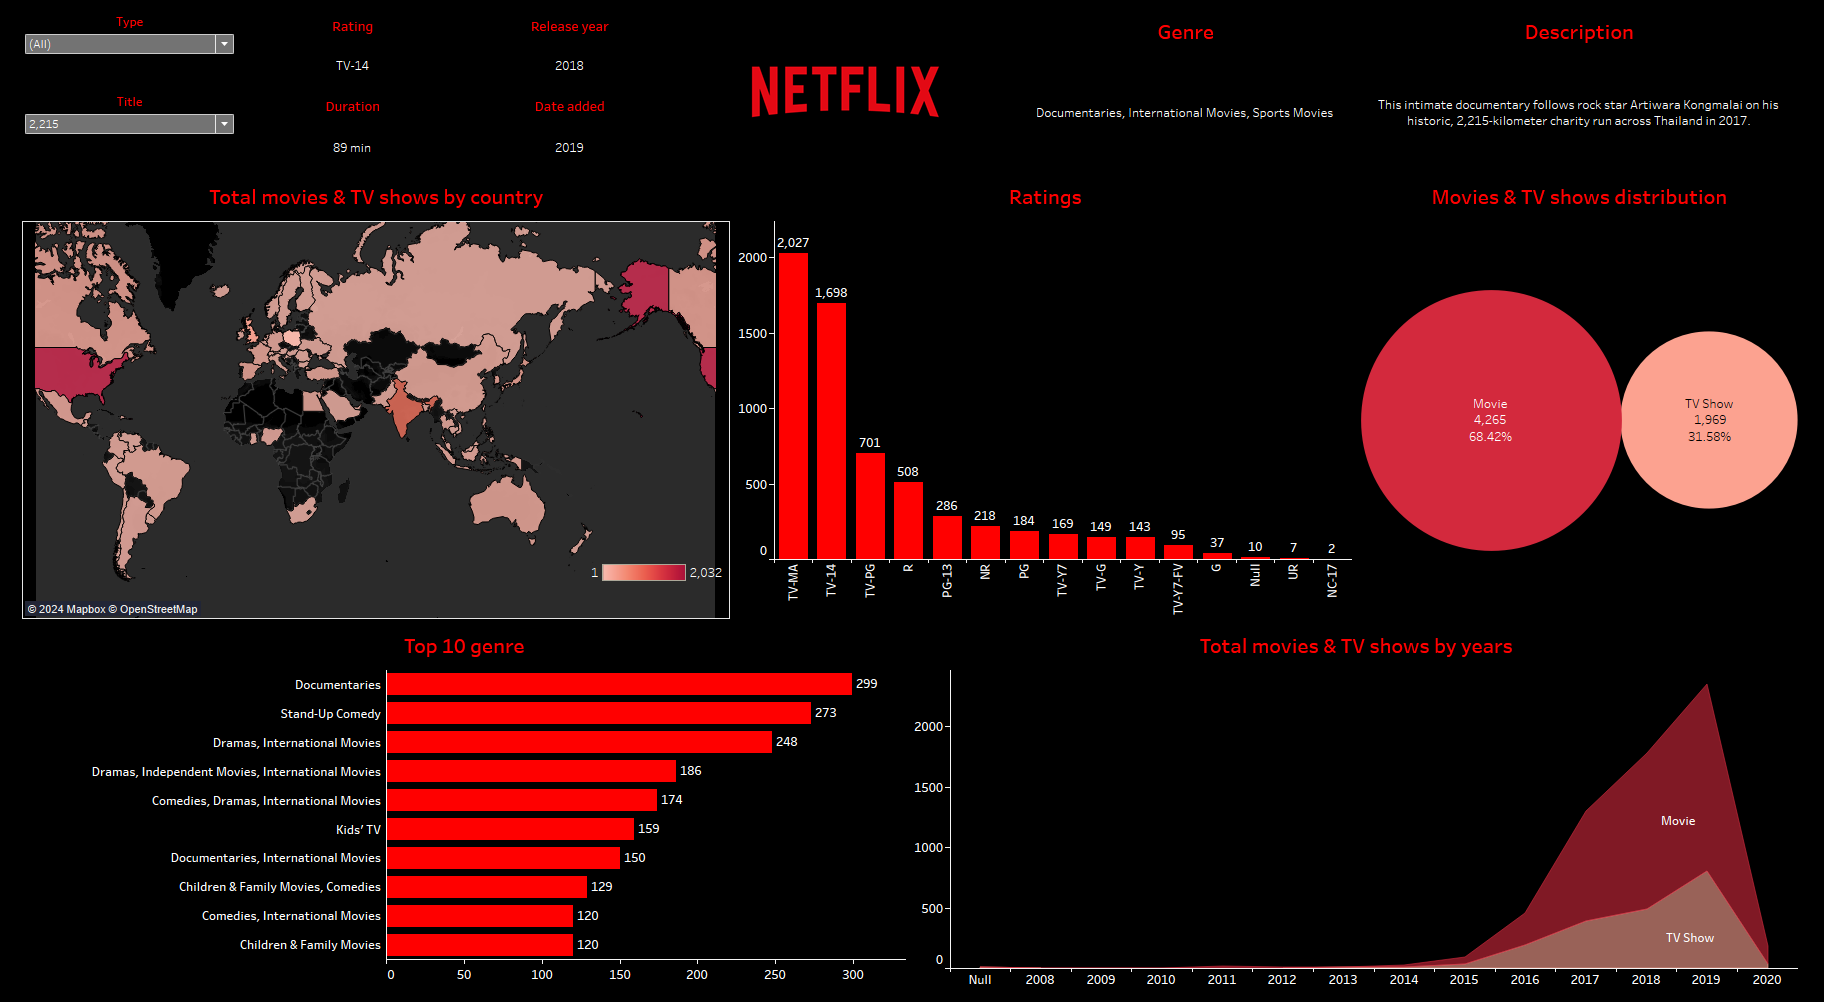 Type
(All)
Title
2,215
Rating
TV-14
Duration
89 min
Release year
2018
Date added
2019
NETFLIX
Genre
Documentaries, International Movies, Sports Movies
Description
This intimate documentary follows rock star Artiwara Kongmalai on his
historic, 2,215-kilometer charity run across Thailand in 2017.
Total movies & TV shows by country
1
2,032
© 2024 Mapbox © OpenStreetMap
Ratings
2000
1500
1000
500
0
2,027
1,698
701
508
286
218
184
169
149
143
95
37
10
7
2
TV-MA
TV-14
TV-PG
R
PG-13
NR
PG
TV-Y7
TV-G
TV-Y
TV-Y7-FV
G
Null
UR
NC-17
Movies & TV shows distribution
Movie
4,265
68.42%
TV Show
1,969
31.58%
Top 10 genre
Documentaries 299
Stand-Up Comedy 273
Dramas, International Movies 248
Dramas, Independent Movies, International Movies 186
Comedies, Dramas, International Movies 174
Kids’ TV 159
Documentaries, International Movies 150
Children & Family Movies, Comedies 129
Comedies, International Movies 120
Children & Family Movies 120
0 50 100 150 200 250 300
Total movies & TV shows by years
2000
1500
1000
500
0
Movie
TV Show
Null 2008 2009 2010 2011 2012 2013 2014 2015 2016 2017 2018 2019 2020